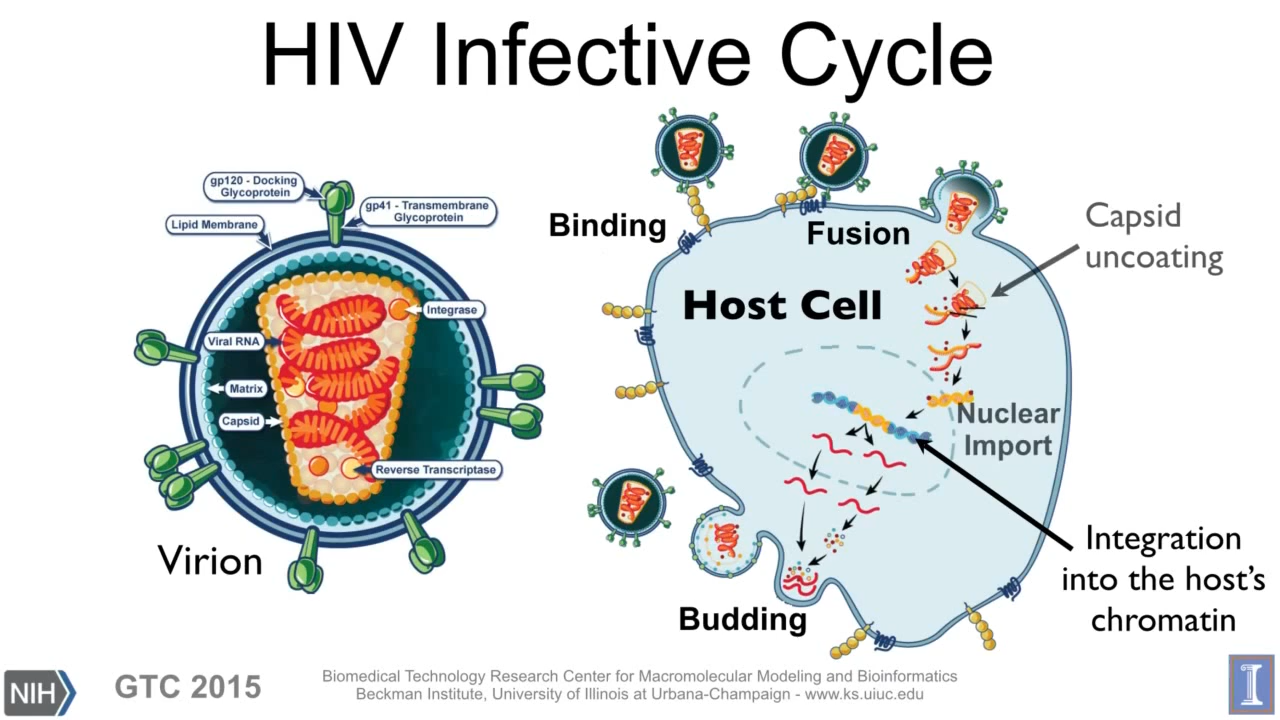 HIV Infective Cycle
gp120 - Docking
Glycoprotein
gp41 - Transmembrane
Glycoprotein
Lipid Membrane
Integrase
Viral RNA
Matrix
Capsid
Reverse Transcriptase
Virion
Binding
Fusion
Capsid
uncoating
Host Cell
Nuclear
Import
Integration
into the host's
chromatin
Budding
NIH
GTC 2015
Biomedical Technology Research Center for Macromolecular Modeling and Bioinformatics
Beckman Institute, University of Illinois at Urbana-Champaign - www.ks.uiuc.edu
I